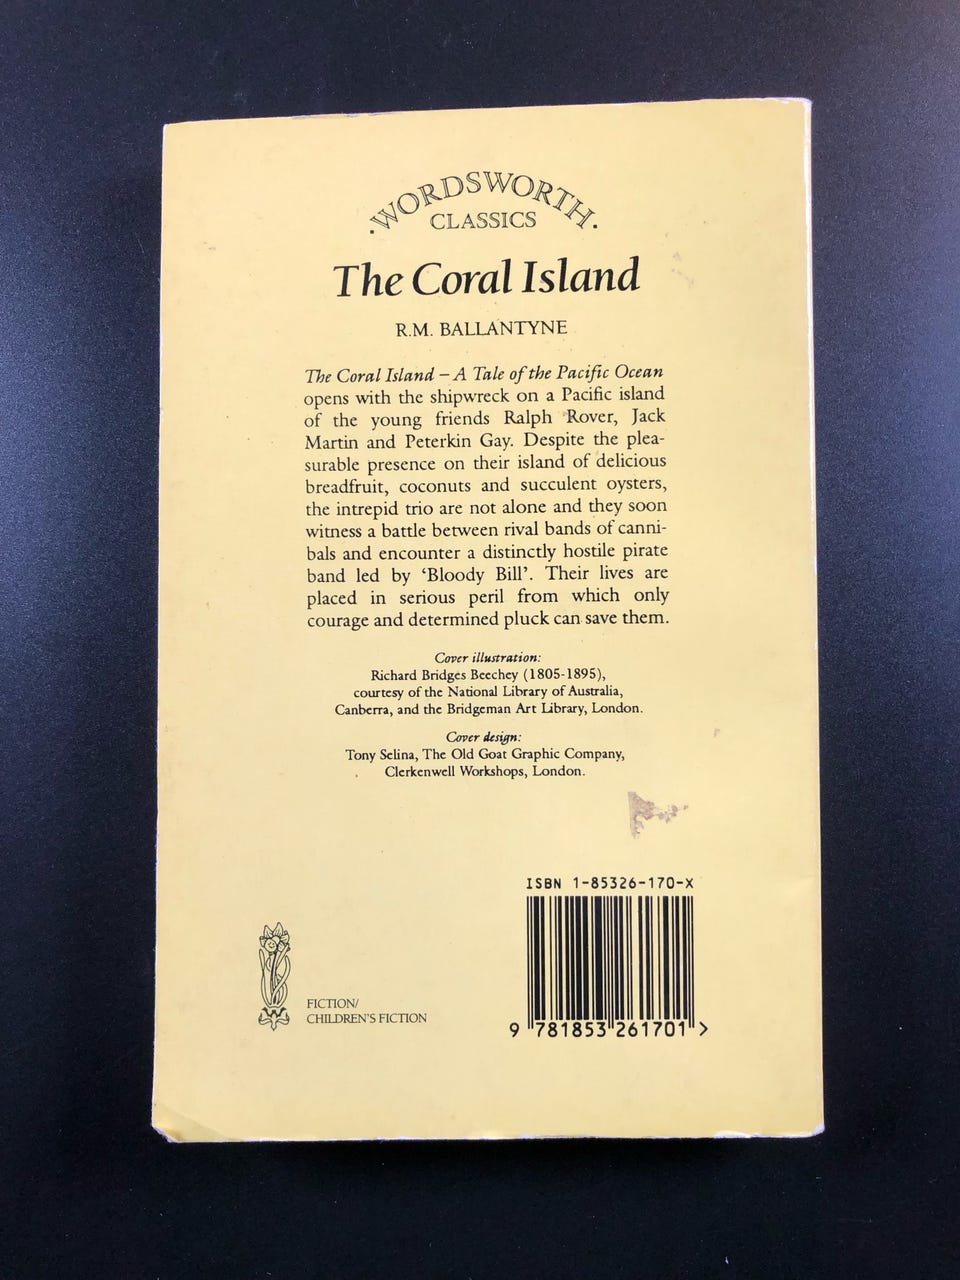 WORDSWORTH
CLASSICS
The Coral Island
R.M. BALLANTYNE
The Coral Island – A Tale of the Pacific Ocean
opens with the shipwreck on a Pacific island
of the young friends Ralph Rover, Jack
Martin and Peterkin Gay. Despite the plea-
surable presence on their island of delicious
breadfruit, coconuts and succulent oysters,
the intrepid trio are not alone and they soon
witness a battle between rival bands of canni-
bals and encounter a distinctly hostile pirate
band led by ‘Bloody Bill’. Their lives are
placed in serious peril from which only
courage and determined pluck can save them.
Cover illustration:
Richard Bridges Beechey (1805-1895),
courtesy of the National Library of Australia,
Canberra, and the Bridgeman Art Library, London.
Cover design:
Tony Selina, The Old Goat Graphic Company,
Clerkenwell Workshops, London.
ISBN 1-85326-170-X
W
FICTION/
CHILDREN'S FICTION
9 781853 261701 >